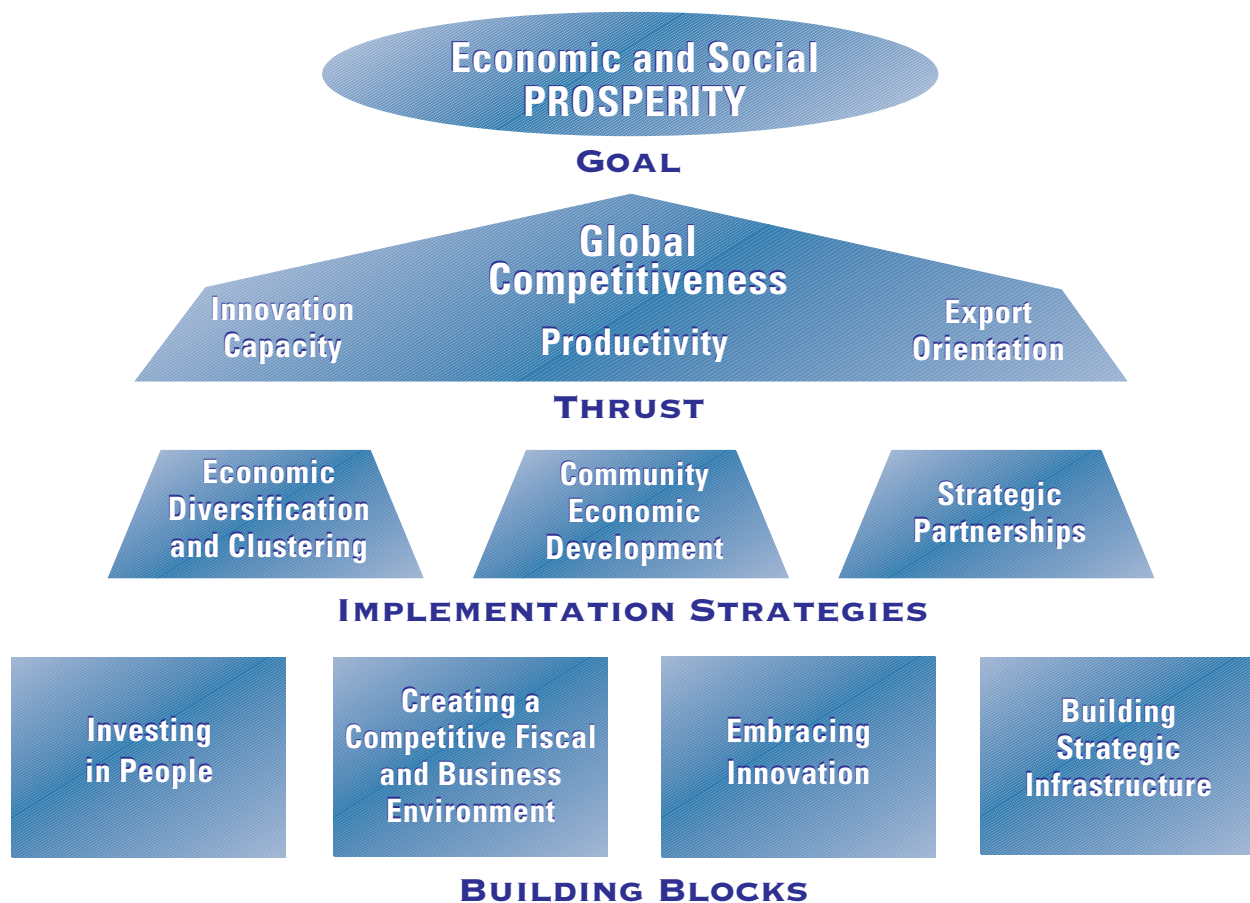 Economic and Social
PROSPERITY
GOAL
Global
Competitiveness
Innovation
Capacity
Productivity
Export
Orientation
THRUST
Economic
Diversification
and Clustering
Community
Economic
Development
Strategic
Partnerships
IMPLEMENTATION STRATEGIES
Investing
in People
Creating a
Competitive Fiscal
and Business
Environment
Embracing
Innovation
Building
Strategic
Infrastructure
BUILDING BLOCKS